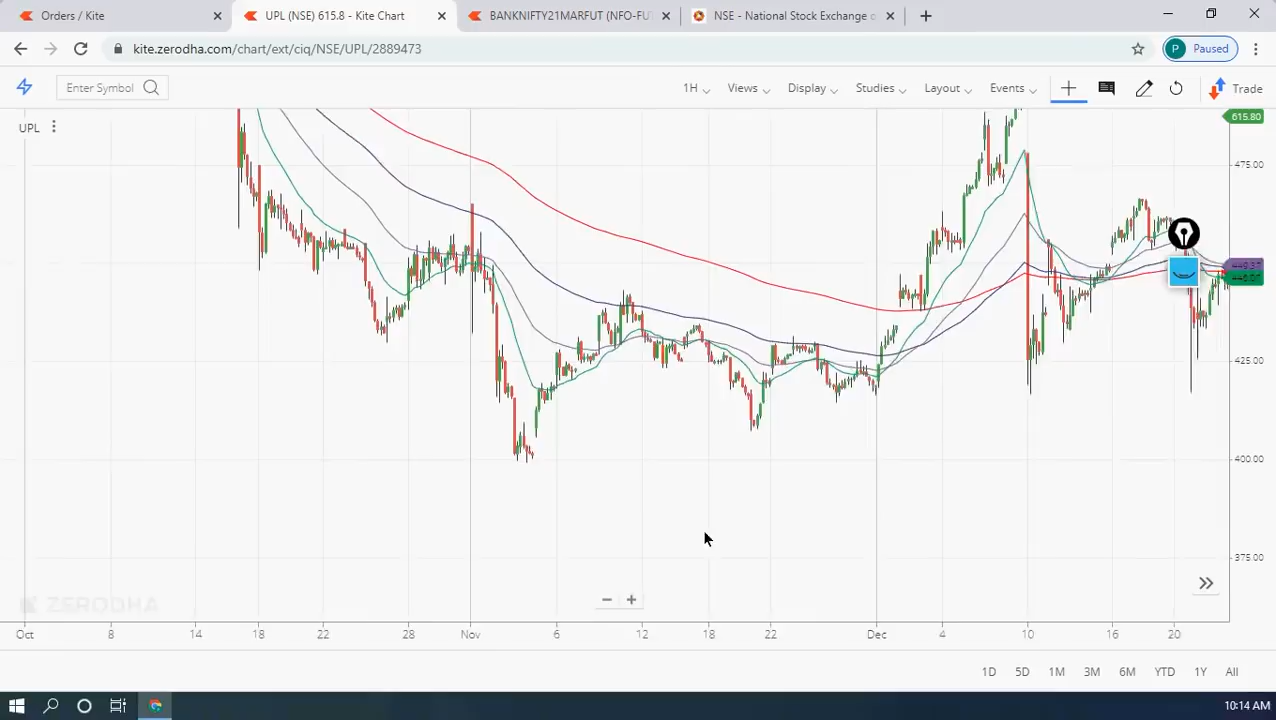 Orders / Kite
UPL (NSE) 615.8 - Kite Chart
BANKNIFTY21MARFUT (NFO-FU
NSE - National Stock Exchange o
kite.zerodha.com/chart/ext/ciq/NSE/UPL/2889473
P Paused
Enter Symbol
1H
Views
Display
Studies
Layout
Events
Trade
UPL
615.80
475.00
425.00
400.00
375.00
ZERODHA
Oct 8 14 18 22 28 Nov 6 12 18 22 Dec 4 10 16 20
1D 5D 1M 3M 6M YTD 1Y All
10:14 AM